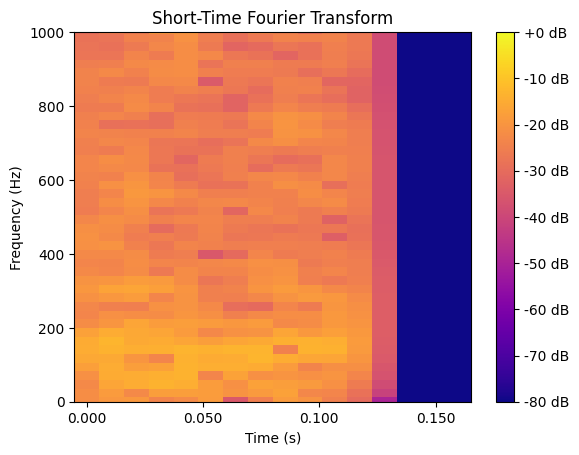 Short-Time Fourier Transform
1000
800
600
400
200
0
Frequency (Hz)
0.000
0.050
0.100
0.150
Time (s)
+0 dB
-10 dB
-20 dB
-30 dB
-40 dB
-50 dB
-60 dB
-70 dB
-80 dB